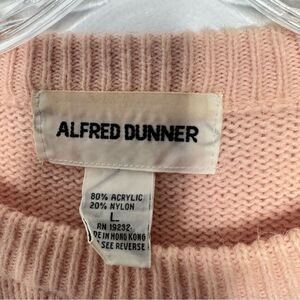 ALFRED DUNNER
80% ACRYLIC
20% NYLON
L
RN 19232
DE IN HONG KONG
SEE REVERSE